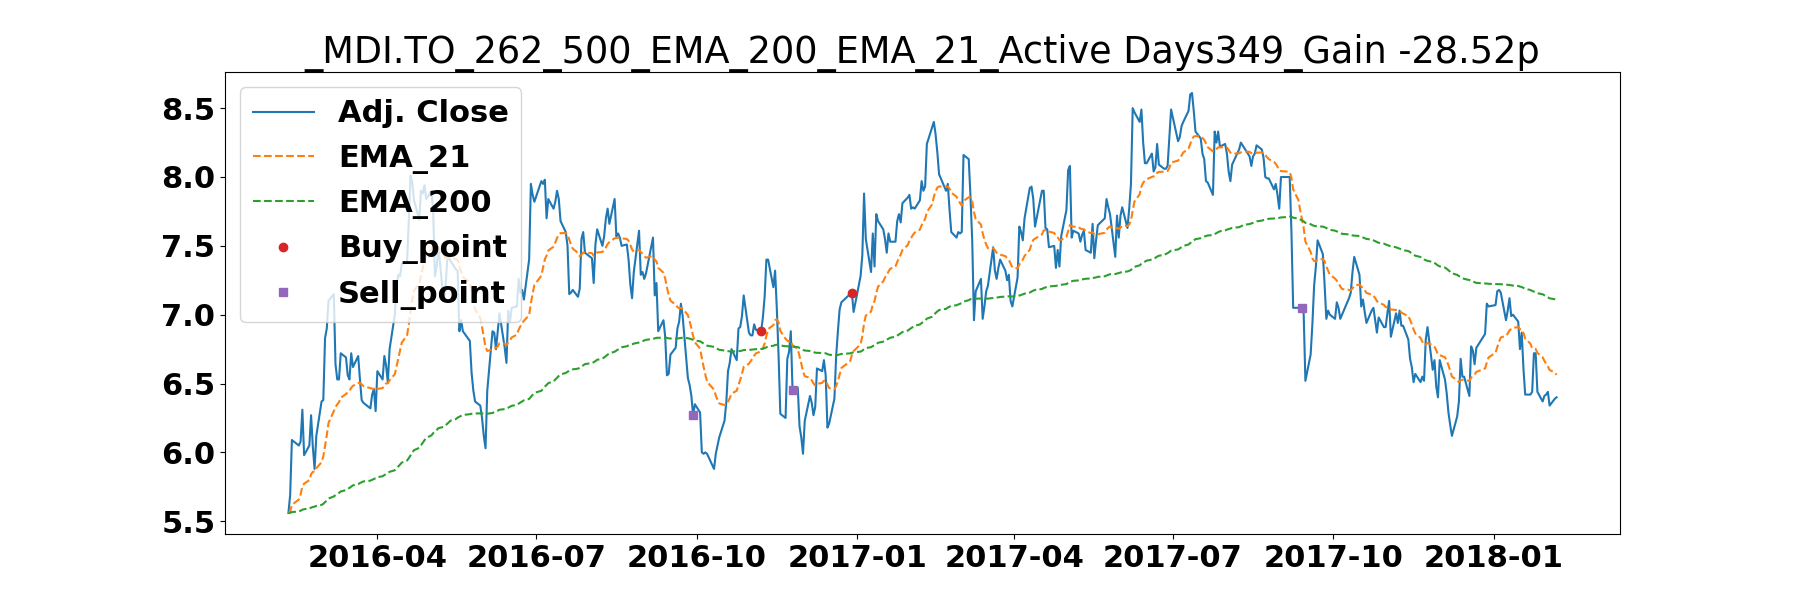 _MDI.TO_262_500_EMA_200_EMA_21_Active Days349_Gain -28.52p
8.5
8.0
7.5
7.0
6.5
6.0
5.5
Adj. Close
EMA_21
EMA_200
Buy_point
Sell_point
2016-04 2016-07 2016-10 2017-01 2017-04 2017-07 2017-10 2018-01